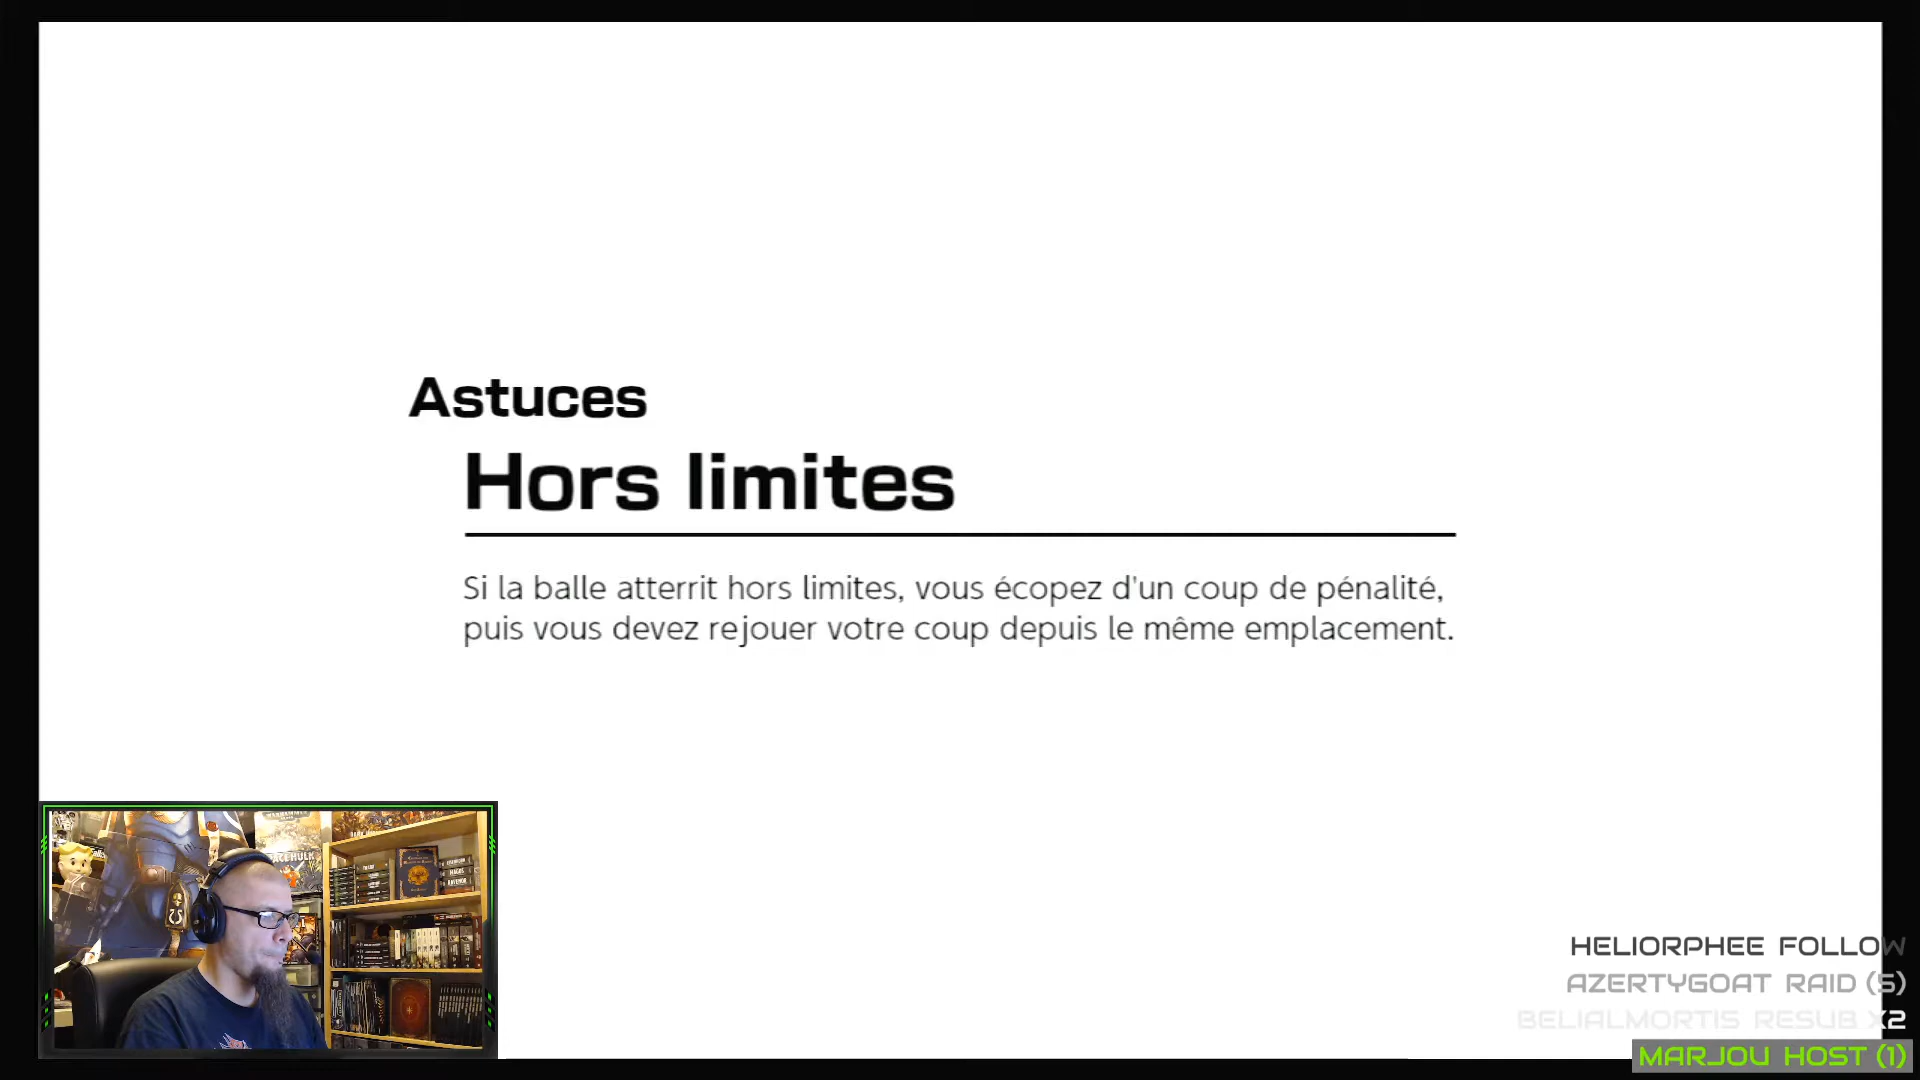 Astuces
Hors limites
Si la balle atterrit hors limites, vous écopez d'un coup de pénalité,
puis vous devez rejouer votre coup depuis le même emplacement.
HELIORPHEE FOLLOW
AZERTYGOAT RAID (5)
BELIALMORTIS RESUB X2
MARJOU HOST (1)